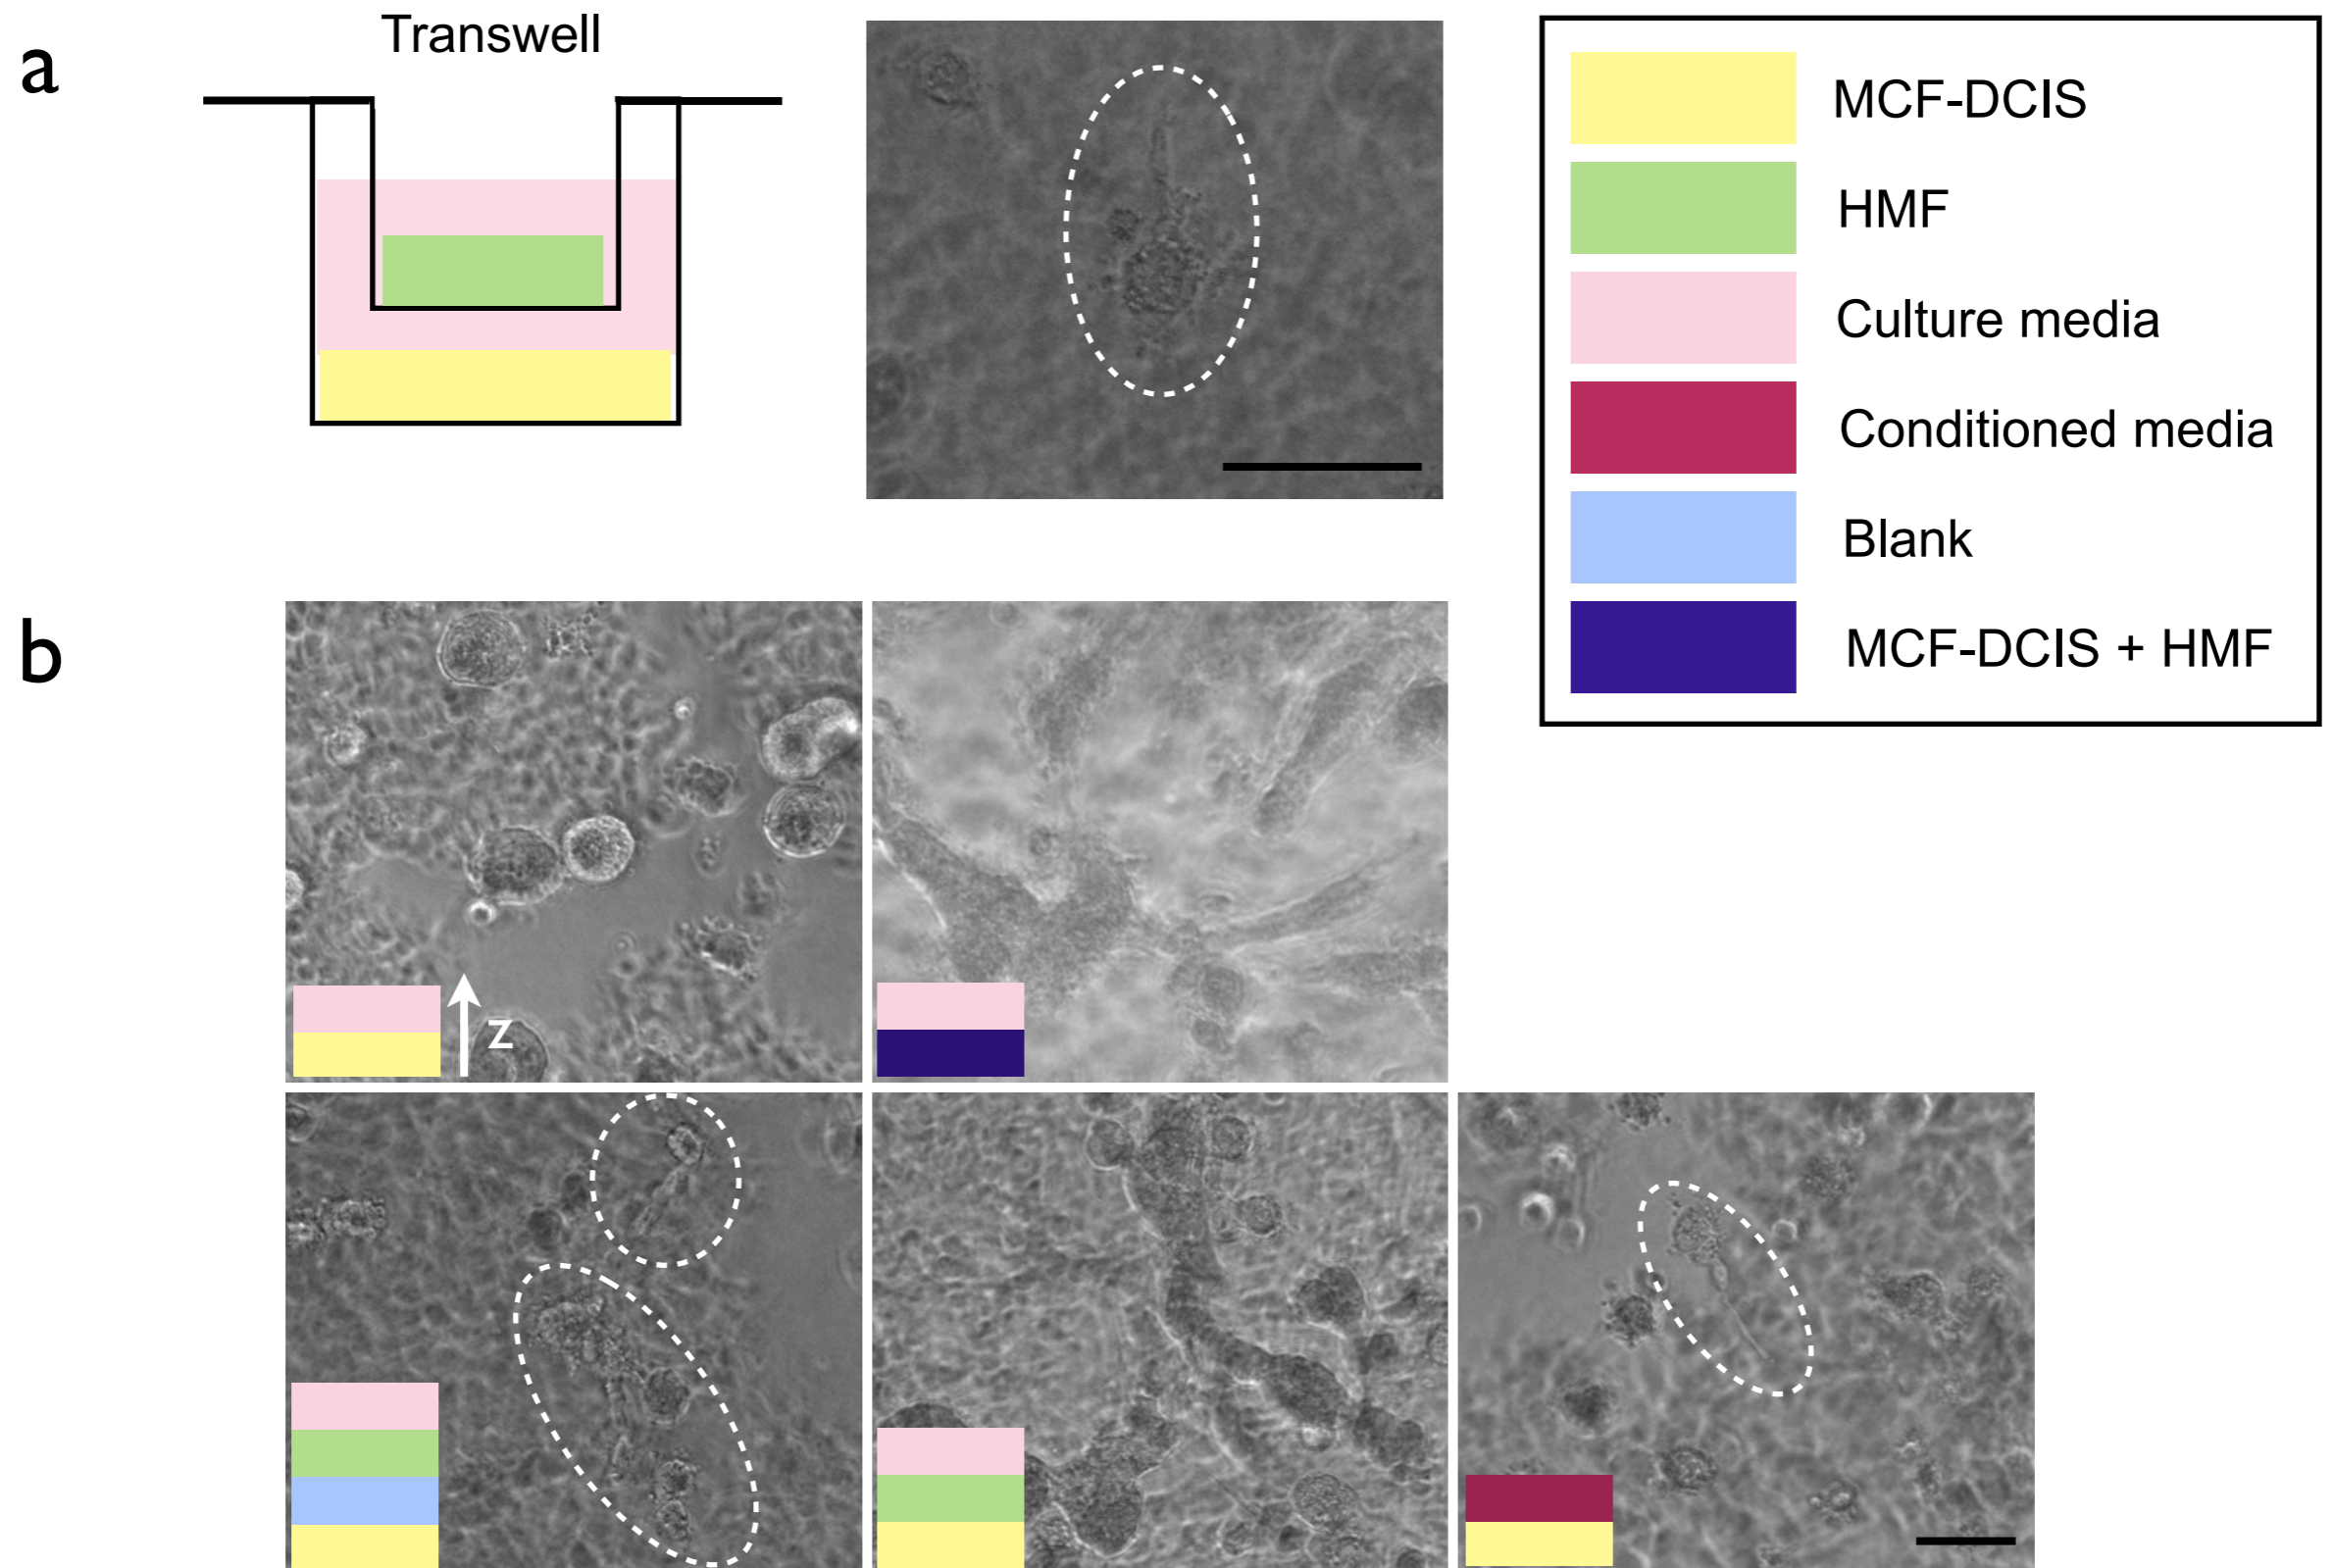 a
Transwell
MCF-DCIS
HMF
Culture media
Conditioned media
Blank
MCF-DCIS + HMF
b
z